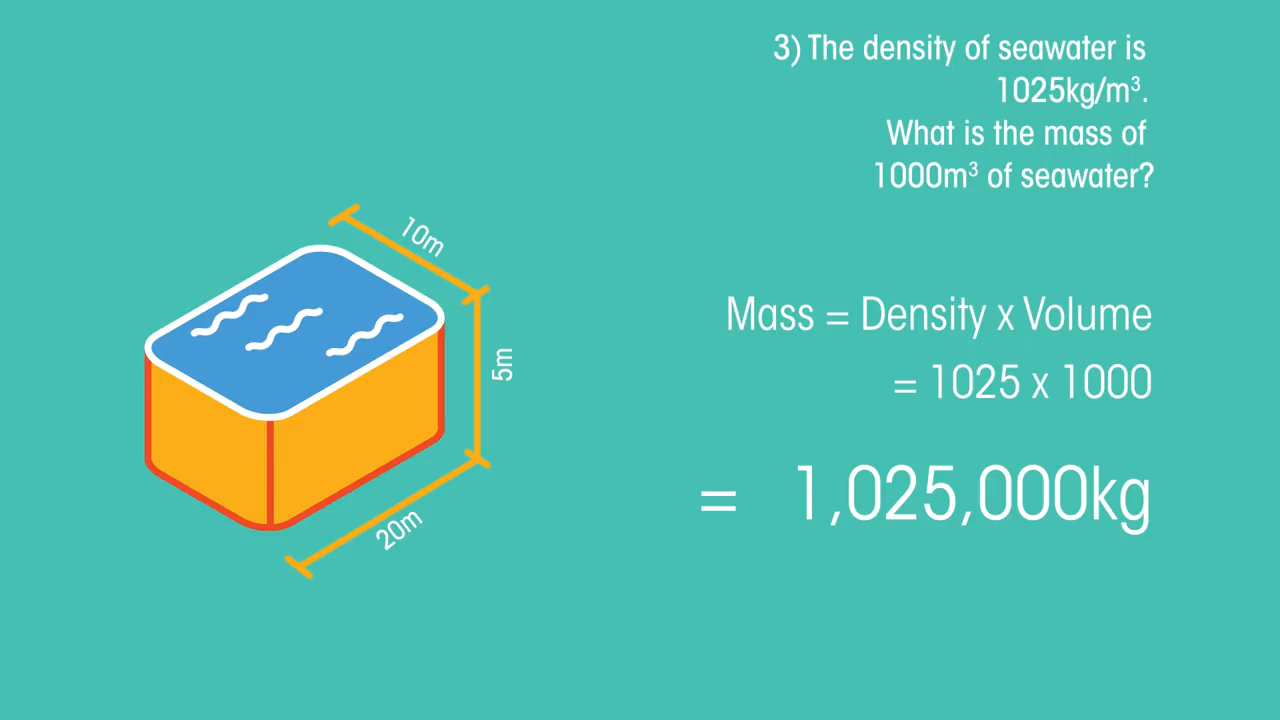 3) The density of seawater is
1025kg/m³.
What is the mass of
1000m³ of seawater?
10m
5m
20m
Mass = Density x Volume
= 1025 x 1000
= 1,025,000kg